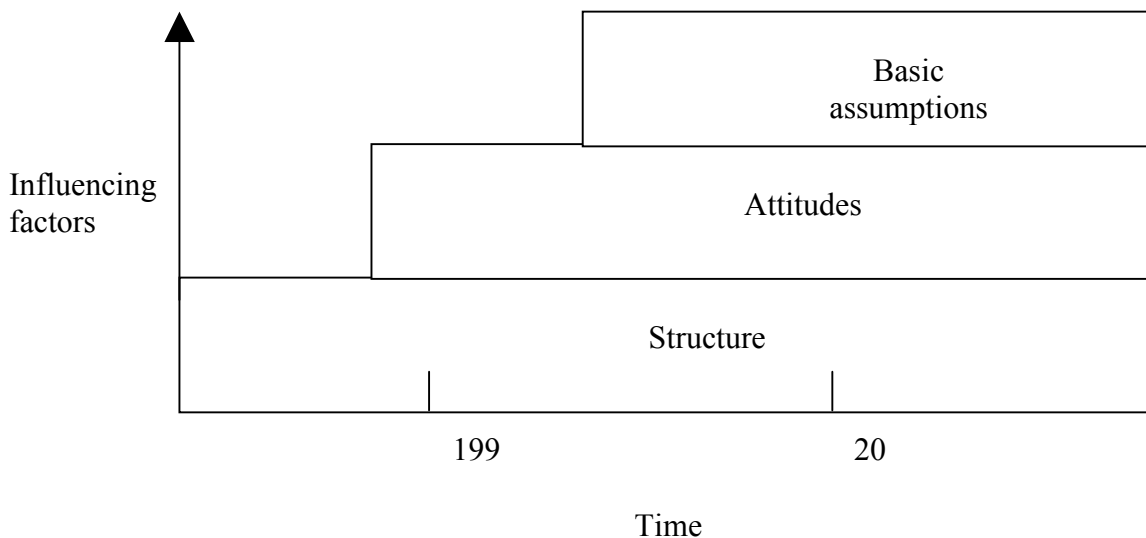 Basic
assumptions
Influencing
factors
Attitudes
Structure
199
20
Time